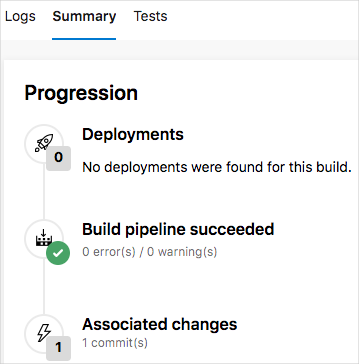 Logs Summary Tests
Progression
Deployments
0
No deployments were found for this build.
Build pipeline succeeded
0 error(s) / 0 warning(s)
Associated changes
1
1 commit(s)